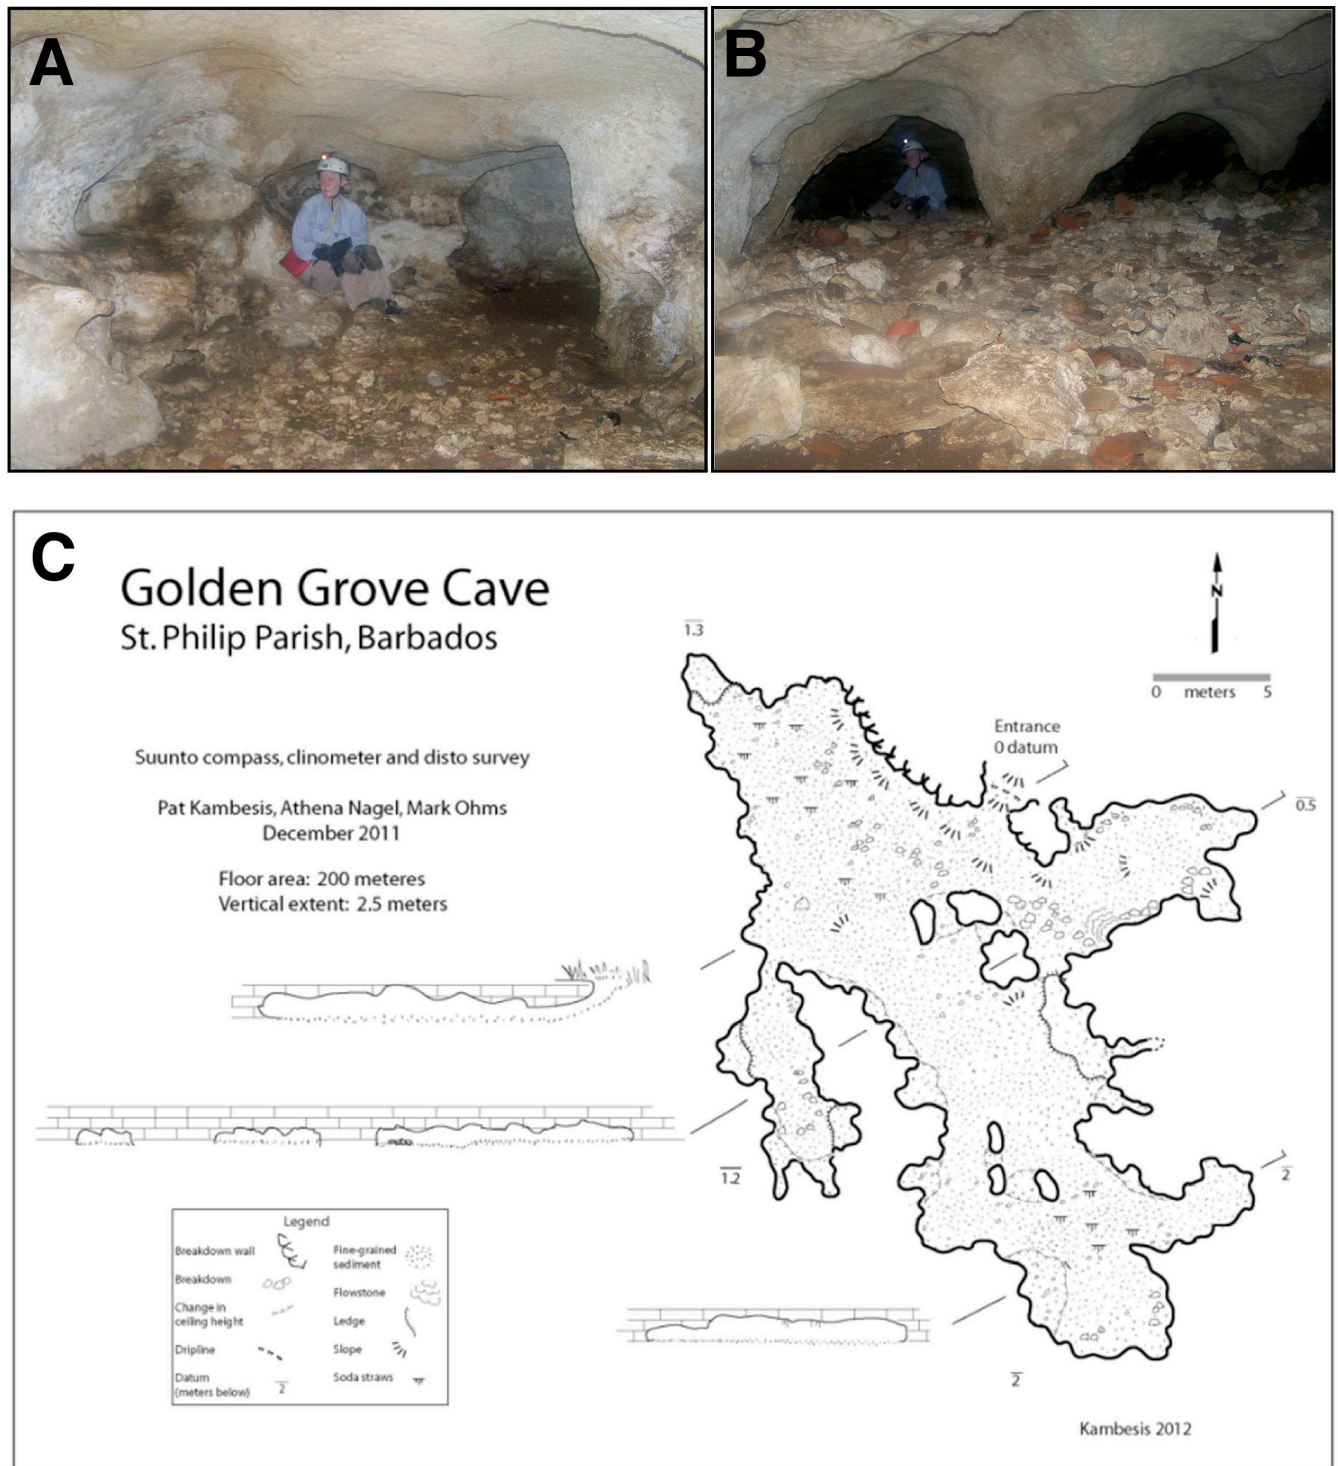 A
B
C
Golden Grove Cave
St. Philip Parish, Barbados
Suunto compass, clinometer and disto survey
Pat Kambesis, Athena Nagel, Mark Ohms
December 2011
Floor area: 200 meteres
Vertical extent: 2.5 meters
N
0 meters 5
1.3
Entrance
0 datum
0.5
1.2
2
2
Legend
Breakdown wall
Breakdown
Change in
ceiling height
Dripline
Datum
(meters below)
2
Fine-grained
sediment
Flowstone
Ledge
Slope
Soda straws
Kambesis 2012